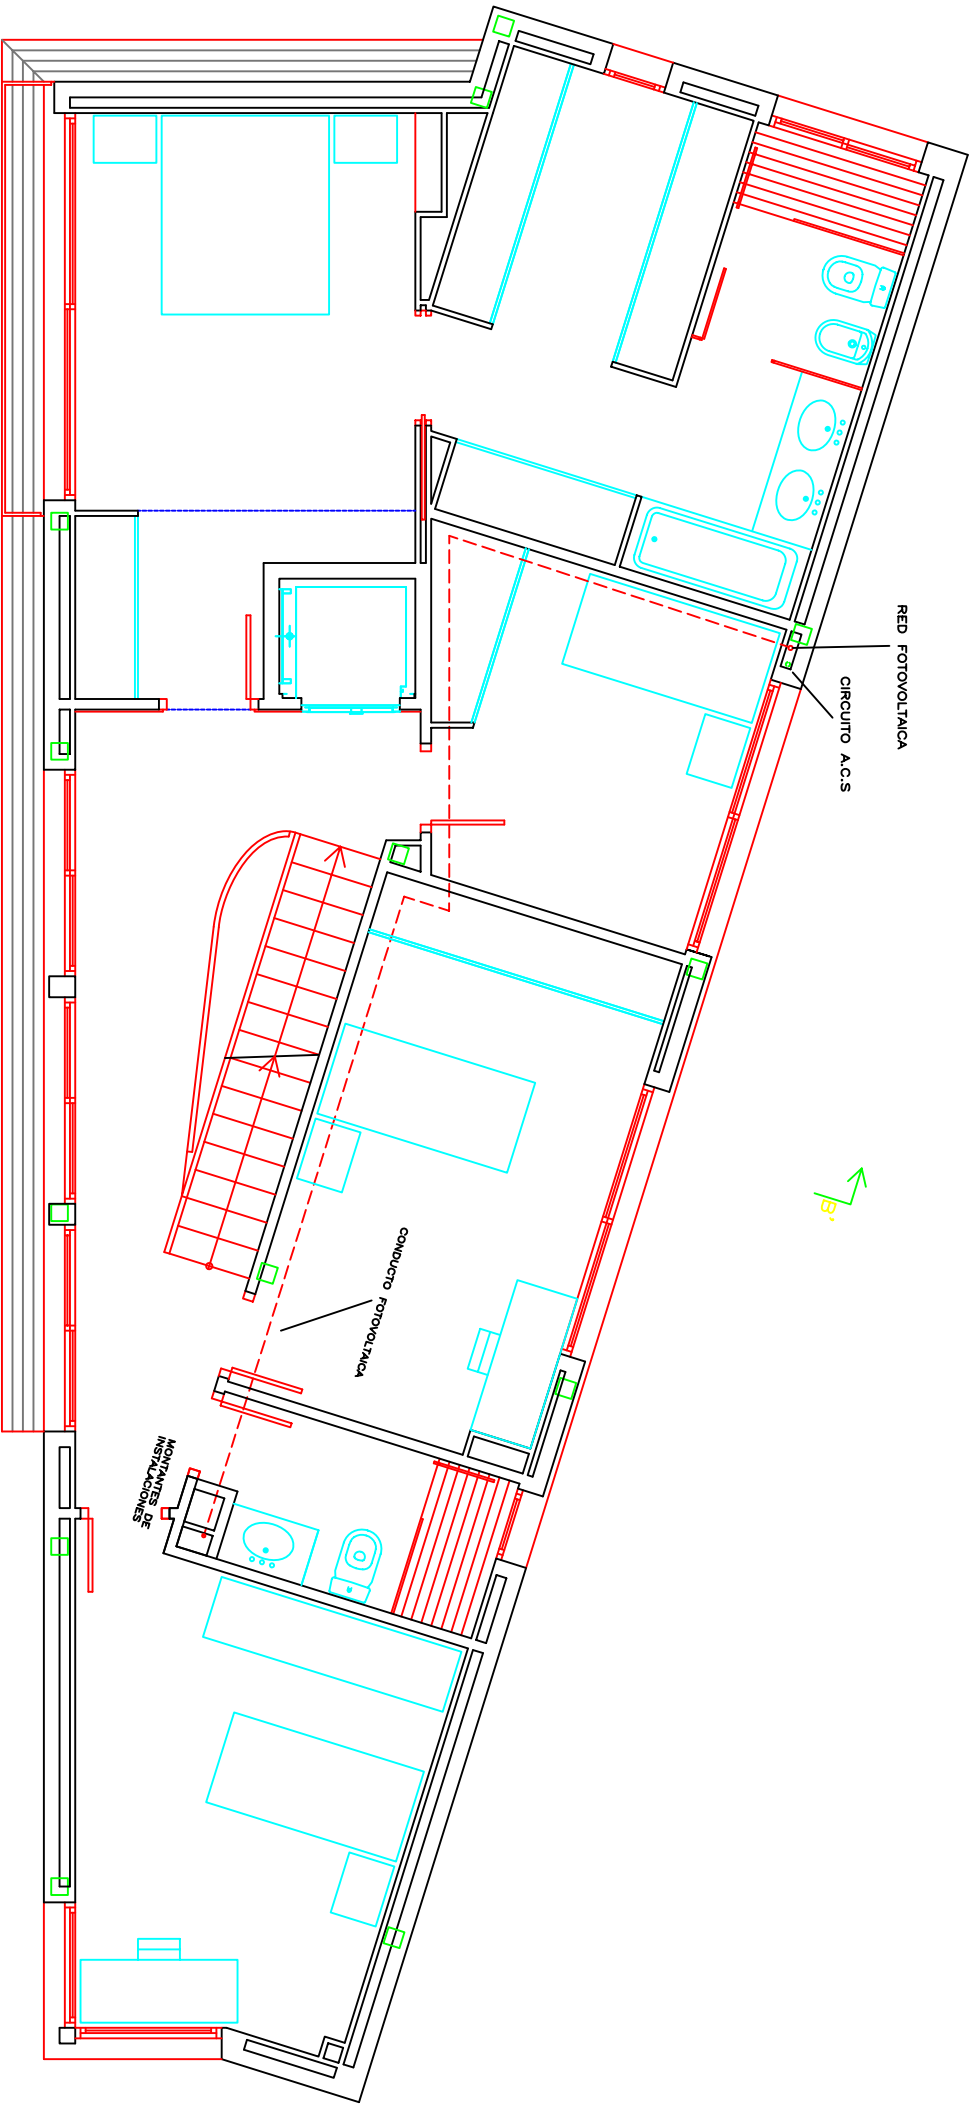 RED FOTOVOLTAICA
CIRCUITO A.C.S
B'
CONDUCTO FOTOVOLTAICA
MONTANTES DE
INSTALACIONES